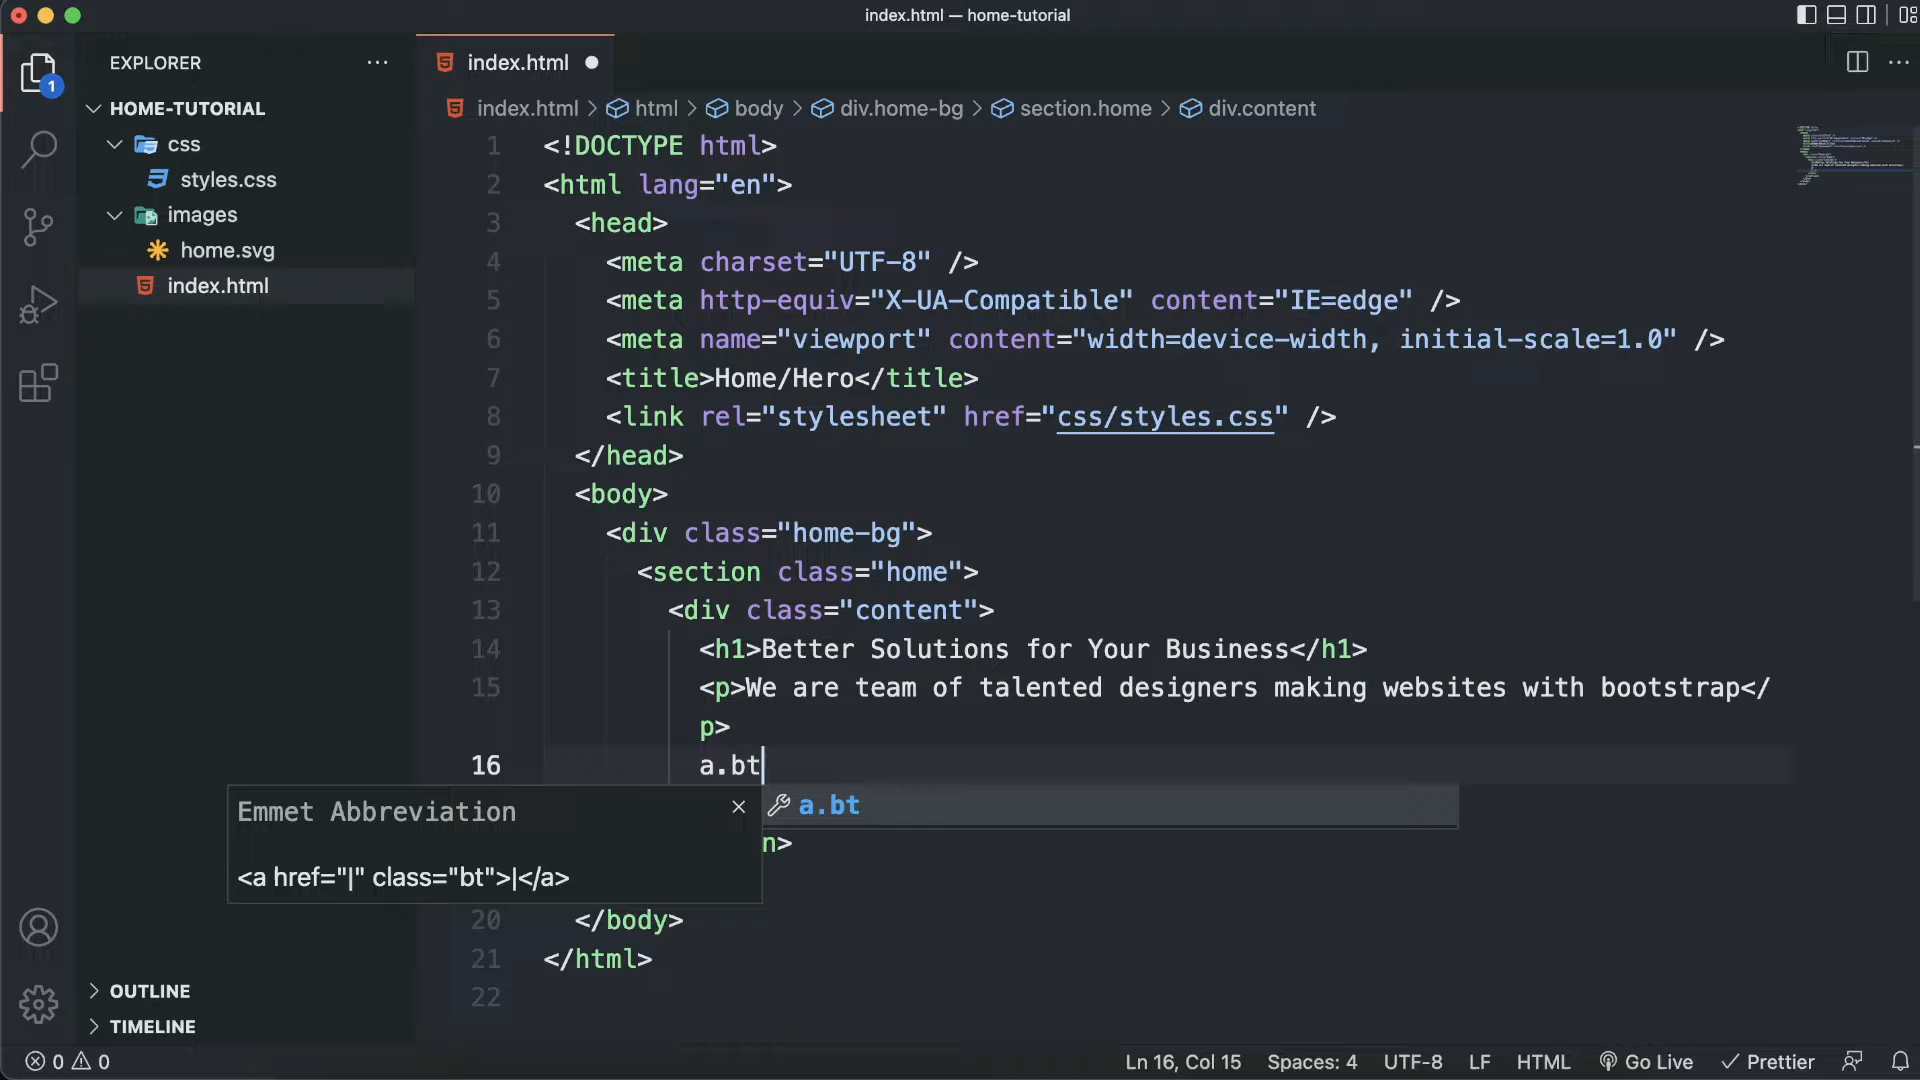 index.html — home-tutorial
EXPLORER
HOME-TUTORIAL
css
styles.css
images
home.svg
index.html
1
OUTLINE
TIMELINE
index.html
index.html > html > body > div.home-bg > section.home > div.content
1 <!DOCTYPE html>
2 <html lang="en">
3 <head>
4 <meta charset="UTF-8" />
5 <meta http-equiv="X-UA-Compatible" content="IE=edge" />
6 <meta name="viewport" content="width=device-width, initial-scale=1.0" />
7 <title>Home/Hero</title>
8 <link rel="stylesheet" href="css/styles.css" />
9 </head>
10 <body>
11 <div class="home-bg">
12 <section class="home">
13 <div class="content">
14 <h1>Better Solutions for Your Business</h1>
15 <p>We are team of talented designers making websites with bootstrap</
p>
16 a.bt
a.bt
Emmet Abbreviation
<a href="|" class="bt">|</a>
n>
20 </body>
21 </html>
22
0 0
Ln 16, Col 15 Spaces: 4 UTF-8 LF HTML Go Live Prettier